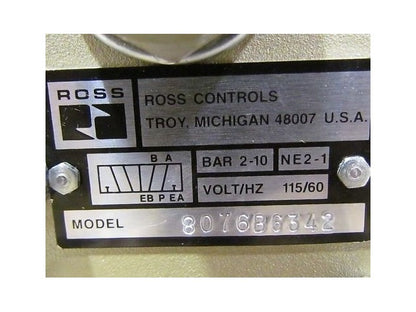 ROSS
ROSS CONTROLS
TROY, MICHIGAN 48007 U.S.A.
B A
EB P EA
BAR 2-10
NE2-1
VOLT/HZ 115/60
MODEL 8076B6342